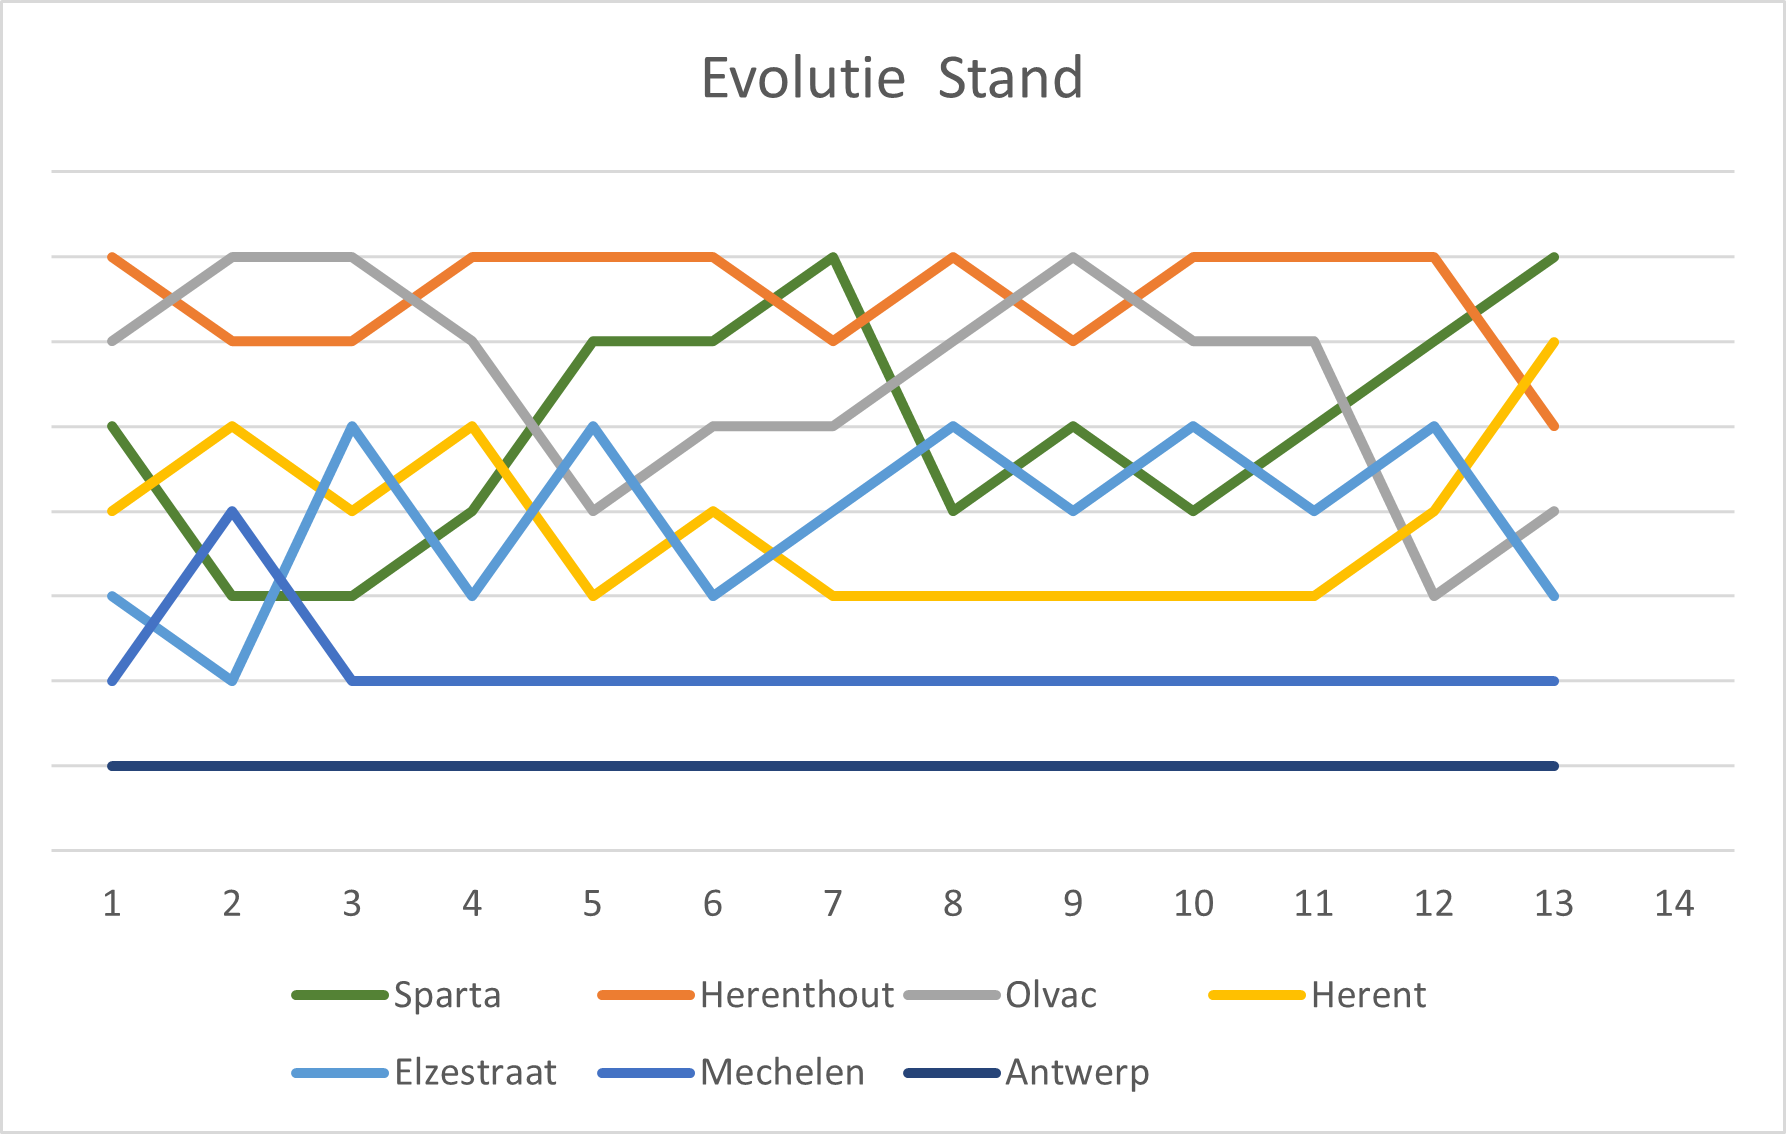 Evolutie  Stand
1 2 3 4 5 6 7 8 9 10 11 12 13 14
Sparta Herenthout Olvac Herent
Elzestraat Mechelen Antwerp